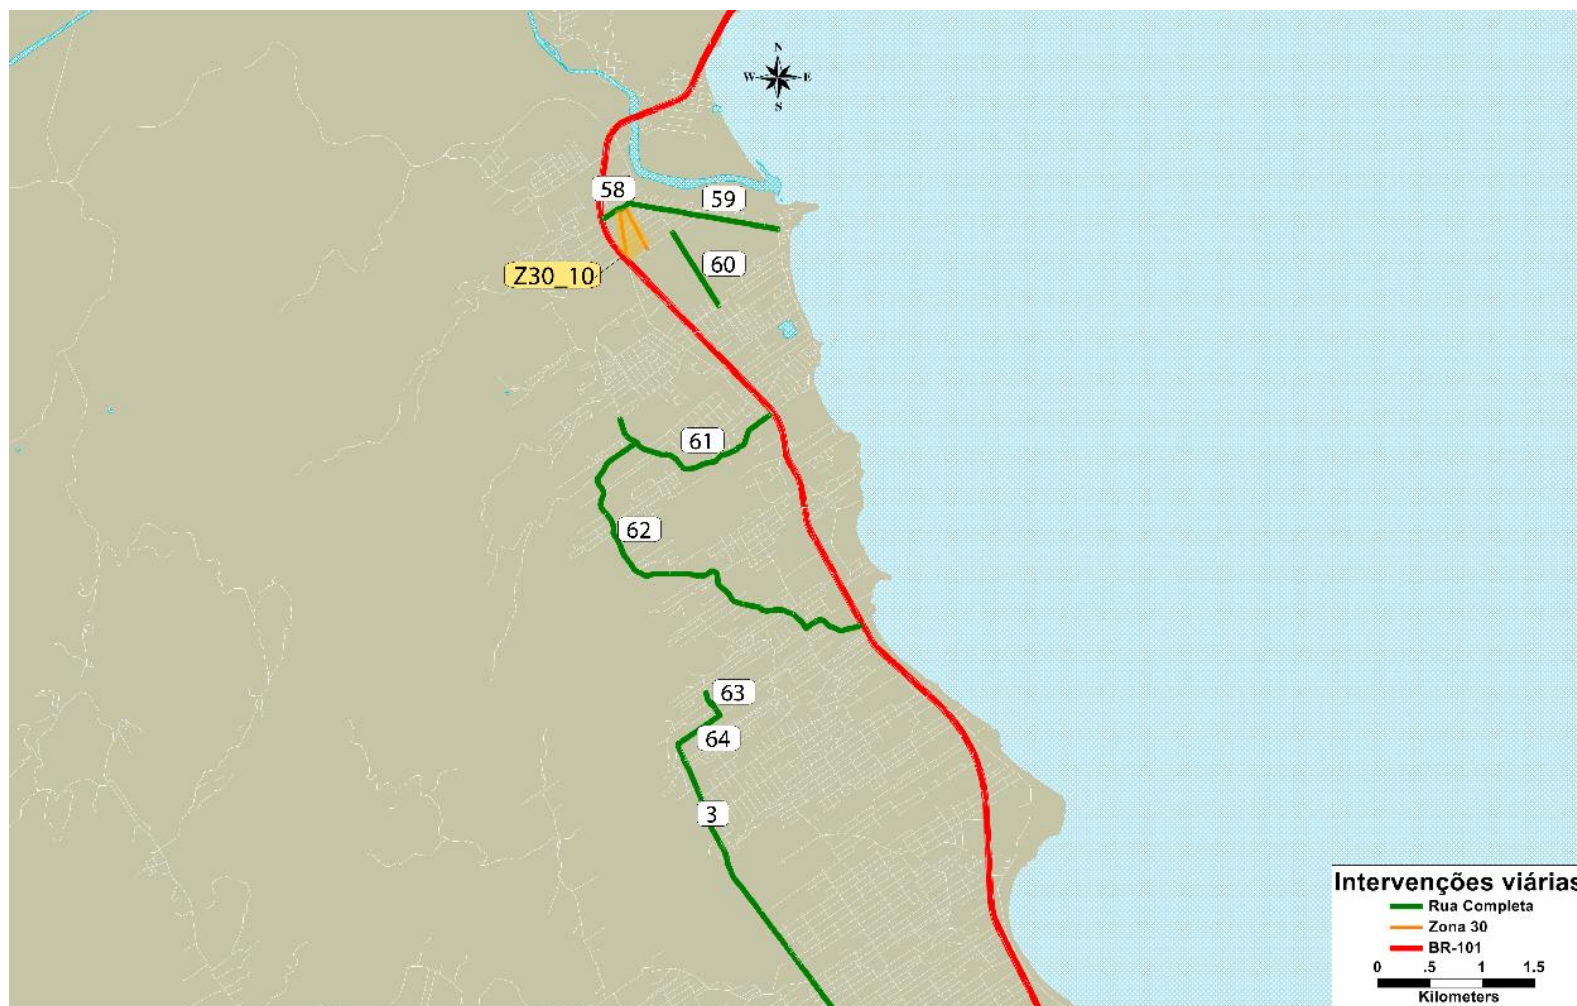 N
W E
S
58
59
60
Z30_10
61
62
63
64
3
Intervenções viárias
Rua Completa
Zona 30
BR-101
0 .5 1 1.5
Kilometers